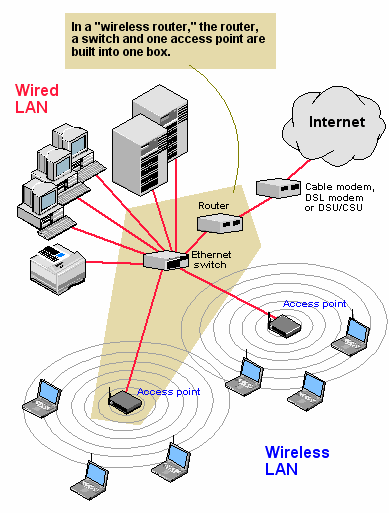 In a "wireless router," the router,
a switch and one access point are
built into one box.
Wired
LAN
Internet
Router
Cable modem,
DSL modem
or DSU/CSU
Ethernet
switch
Access point
Access point
Wireless
LAN